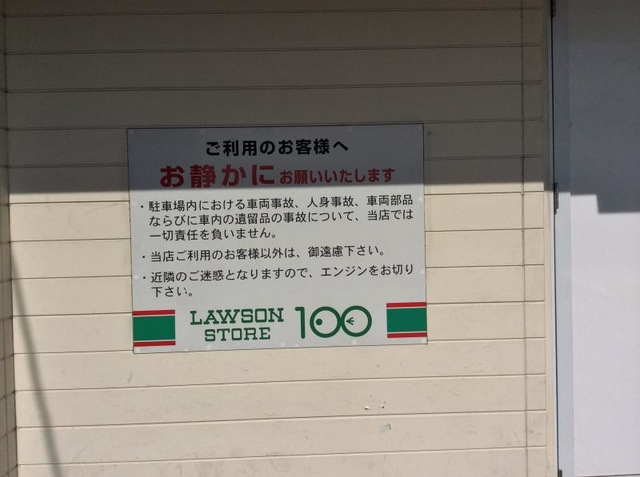 ご利用のお客様へ
お静かにお願いいたします
・駐車場内における車両事故、人身事故、車両部品
ならびに車内の遺留品の事故について、当店では
一切責任を負いません。
・当店ご利用のお客様以外は、御遠慮下さい。
・近隣のご迷惑となりますので、エンジンをお切り
下さい。
LAWSON
STORE 100